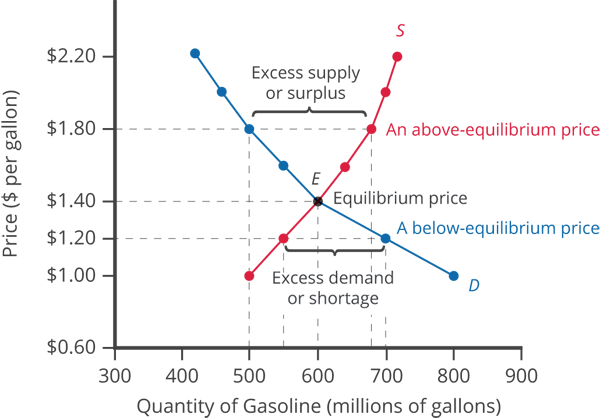 S
$2.20
Excess supply
or surplus
$1.80
An above-equilibrium price
E
$1.40
Equilibrium price
A below-equilibrium price
$1.20
$1.00
Excess demand
or shortage
D
$0.60
Price ($ per gallon)
300 400 500 600 700 800 900
Quantity of Gasoline (millions of gallons)